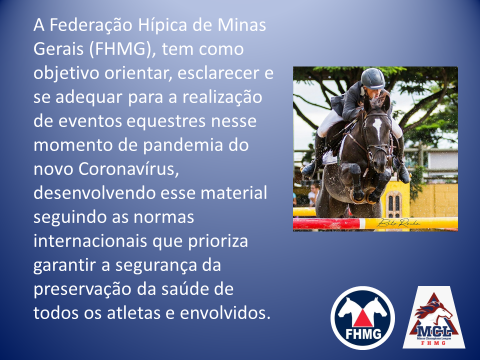 A Federação Hípica de Minas
Gerais (FHMG), tem como
objetivo orientar, esclarecer e
se adequar para a realização
de eventos equestres nesse
momento de pandemia do
novo Coronavírus,
desenvolvendo esse material
seguindo as normas
internacionais que prioriza
garantir a segurança da
preservação da saúde de
todos os atletas e envolvidos.
FHMG
MCL
FHMG